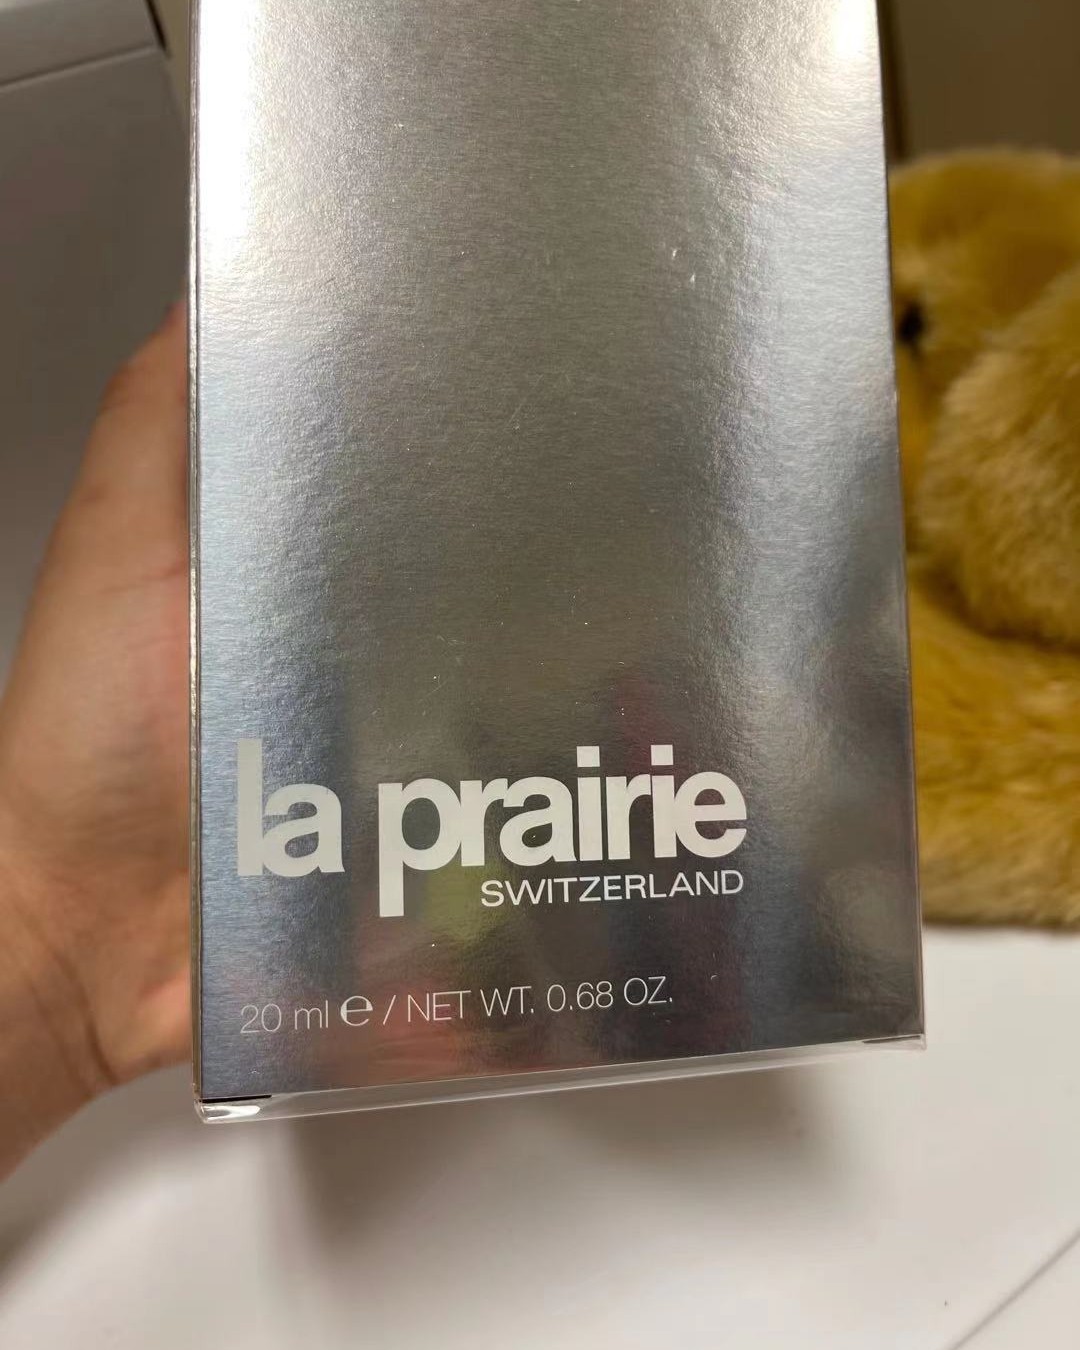 la prairie
SWITZERLAND
20 ml e / NET WT. 0.68 OZ.